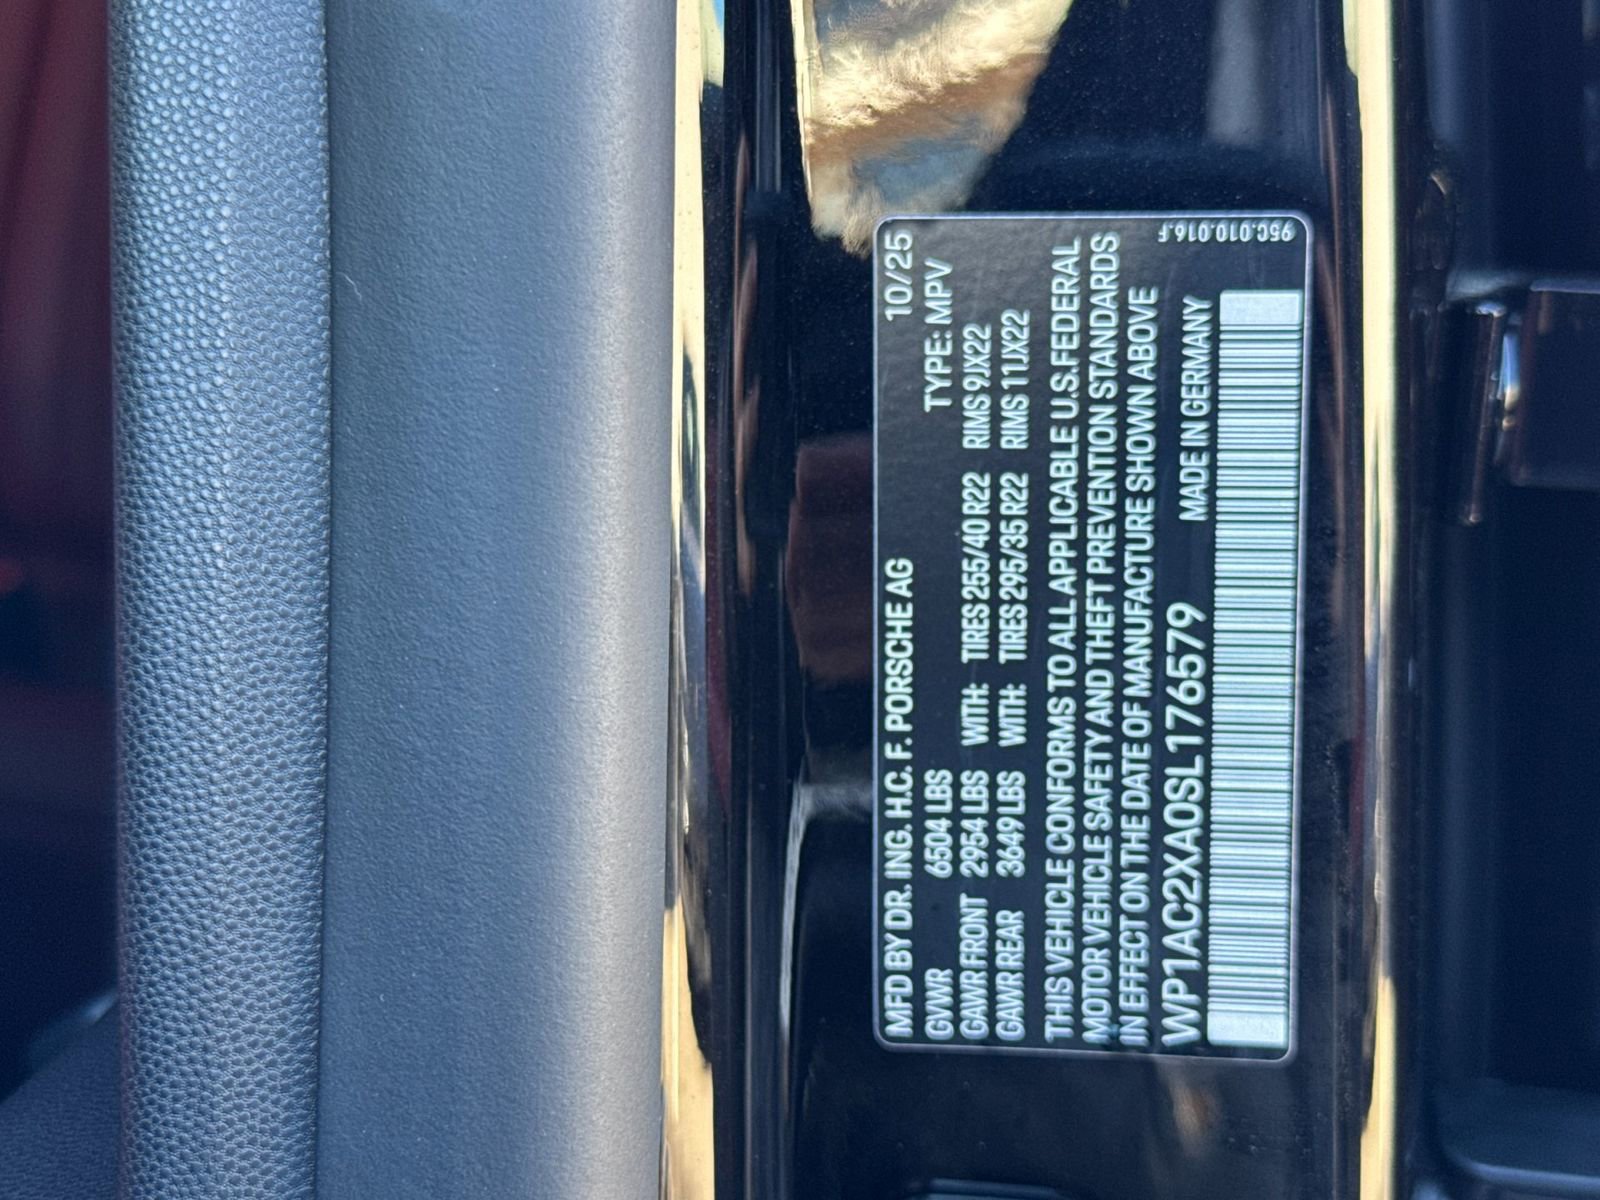 MFD BY DR. ING. H.C. F. PORSCHE AG 10/25
GVWR 6504 LBS TYPE: MPV
GAWR FRONT 2954 LBS WITH: TIRES 255/40 R22 RIMS 9JX22
GAWR REAR 3649 LBS WITH: TIRES 295/35 R22 RIMS 11JX22
THIS VEHICLE CONFORMS TO ALL APPLICABLE U.S.FEDERAL
MOTOR VEHICLE SAFETY AND THEFT PREVENTION STANDARDS
IN EFFECT ON THE DATE OF MANUFACTURE SHOWN ABOVE
WP1AC2XA0SL176579 MADE IN GERMANY
95C.010.016.F